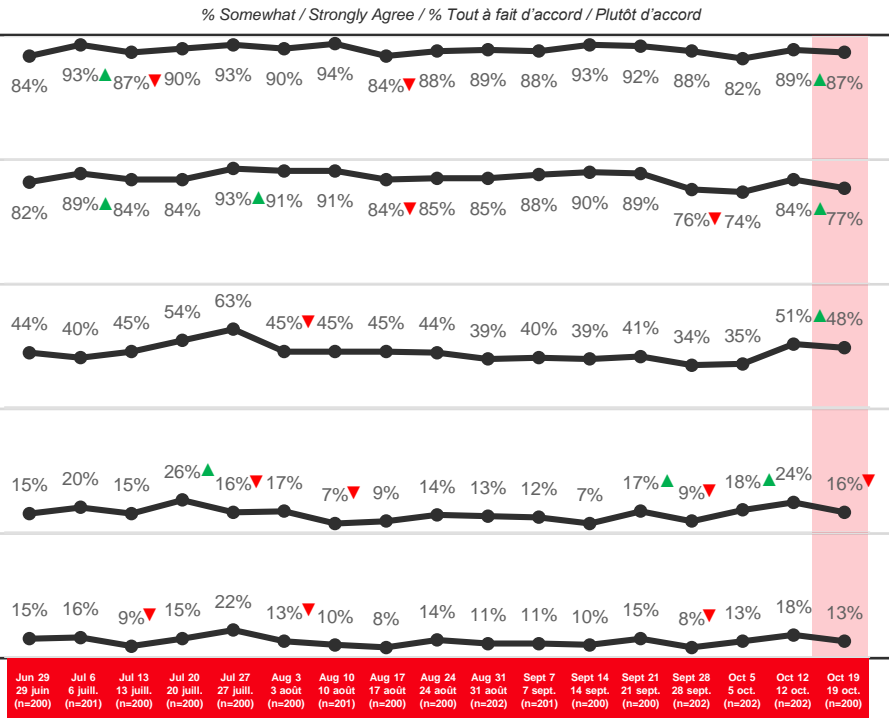 % Somewhat / Strongly Agree / % Tout à fait d'accord / Plutôt d'accord
84% 93% 87% 90% 93% 90% 94% 84% 88% 89% 88% 93% 92% 88% 82% 89% 87%
82% 89% 84% 84% 93% 91% 91% 84% 85% 85% 88% 90% 89% 76% 74% 84% 77%
44% 40% 45% 54% 63% 45% 45% 45% 44% 39% 40% 39% 41% 34% 35% 51% 48%
15% 20% 15% 26% 16% 17% 7% 9% 14% 13% 12% 7% 17% 9% 18% 24% 16%
15% 16% 9% 15% 22% 13% 10% 8% 14% 11% 11% 10% 15% 8% 13% 18% 13%
Jun 29 Jul 6 Jul 13 Jul 20 Jul 27 Aug 3 Aug 10 Aug 17 Aug 24 Aug 31 Sept 7 Sept 14 Sept 21 Sept 28 Oct 5 Oct 12 Oct 19
29 juin 6 juill. 13 juill. 20 juill. 27 juill. 3 août 10 août 17 août 24 août 31 août 7 sept. 14 sept. 21 sept. 28 sept. 5 oct. 12 oct. 19 oct.
(n=200) (n=201) (n=200) (n=200) (n=200) (n=200) (n=201) (n=200) (n=200) (n=202) (n=201) (n=200) (n=200) (n=202) (n=202) (n=202) (n=200)